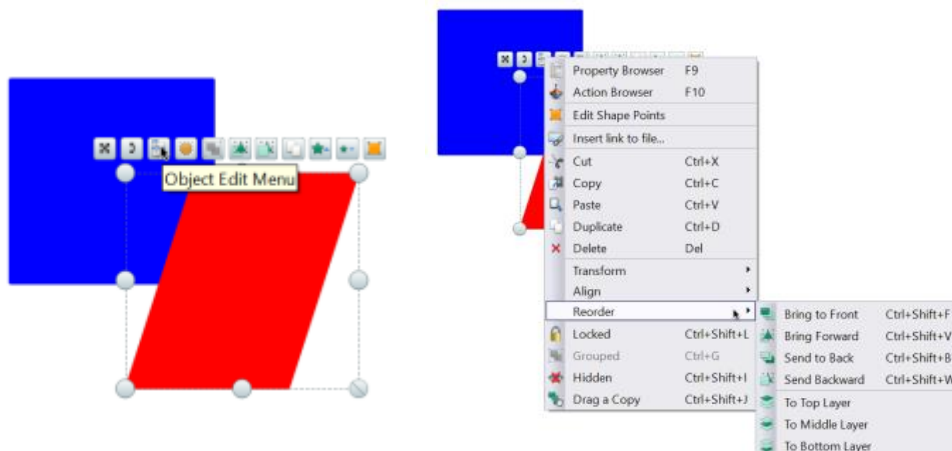 Object Edit Menu
Property Browser F9
Action Browser F10
Edit Shape Points
Insert link to file...
Cut Ctrl+X
Copy Ctrl+C
Paste Ctrl+V
Duplicate Ctrl+D
Delete Del
Transform
Align
Reorder
Locked Ctrl+Shift+L
Grouped Ctrl+G
Hidden Ctrl+Shift+I
Drag a Copy Ctrl+Shift+J
Bring to Front Ctrl+Shift+F
Bring Forward Ctrl+Shift+V
Send to Back Ctrl+Shift+B
Send Backward Ctrl+Shift+W
To Top Layer
To Middle Layer
To Bottom Layer